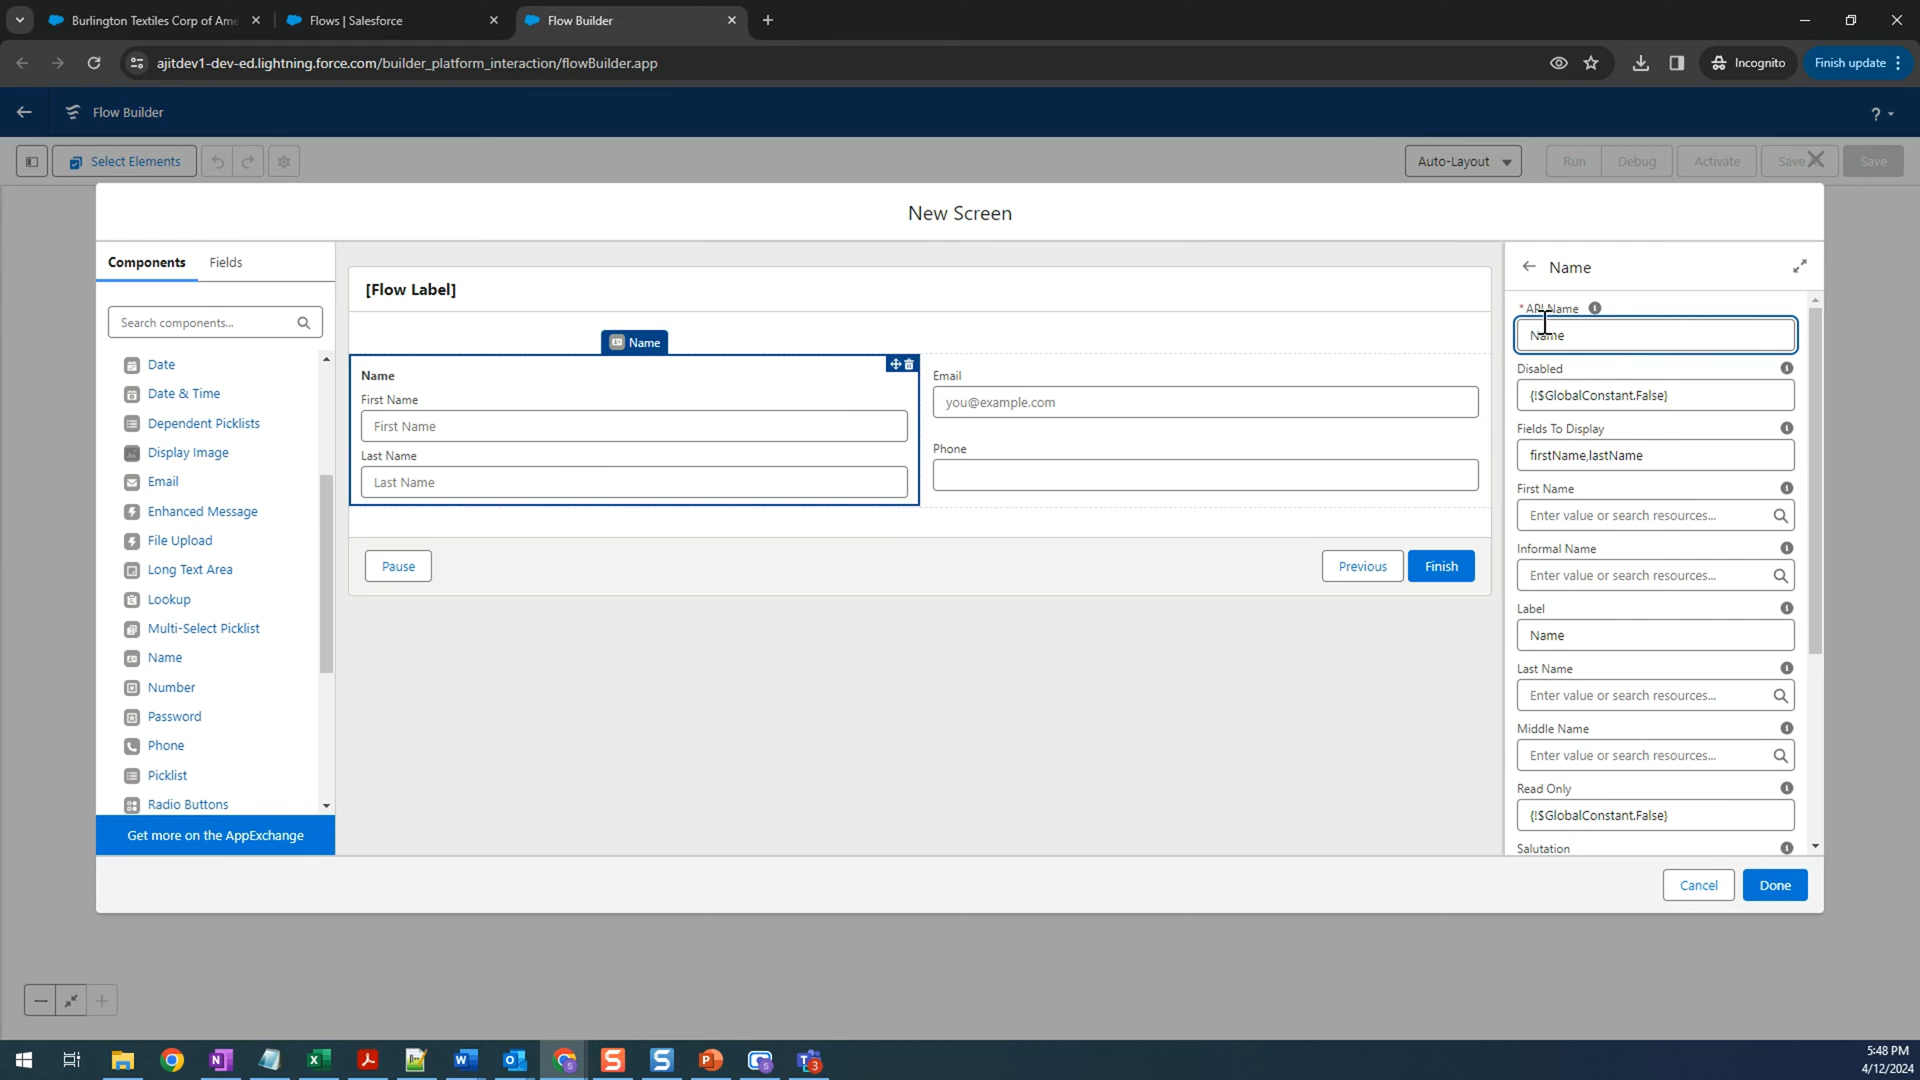 Burlington Textiles Corp of Ame
Flows | Salesforce
Flow Builder
ajitdev1-dev-ed.lightning.force.com/builder_platform_interaction/flowBuilder.app
Incognito
Finish update
Flow Builder
?
Select Elements
Auto-Layout
Run
Debug
Activate
Save
Save
New Screen
Components
Fields
Search components...
Date
Date & Time
Dependent Picklists
Display Image
Email
Enhanced Message
File Upload
Long Text Area
Lookup
Multi-Select Picklist
Name
Number
Password
Phone
Picklist
Radio Buttons
Get more on the AppExchange
[Flow Label]
Name
Name
First Name
First Name
Last Name
Last Name
Email
you@example.com
Phone
Pause
Previous
Finish
Name
*API Name
Name
Disabled
{!$GlobalConstant.False}
Fields To Display
firstName,lastName
First Name
Enter value or search resources...
Informal Name
Enter value or search resources...
Label
Name
Last Name
Enter value or search resources...
Middle Name
Enter value or search resources...
Read Only
{!$GlobalConstant.False}
Salutation
Cancel
Done
5:48 PM
4/12/2024